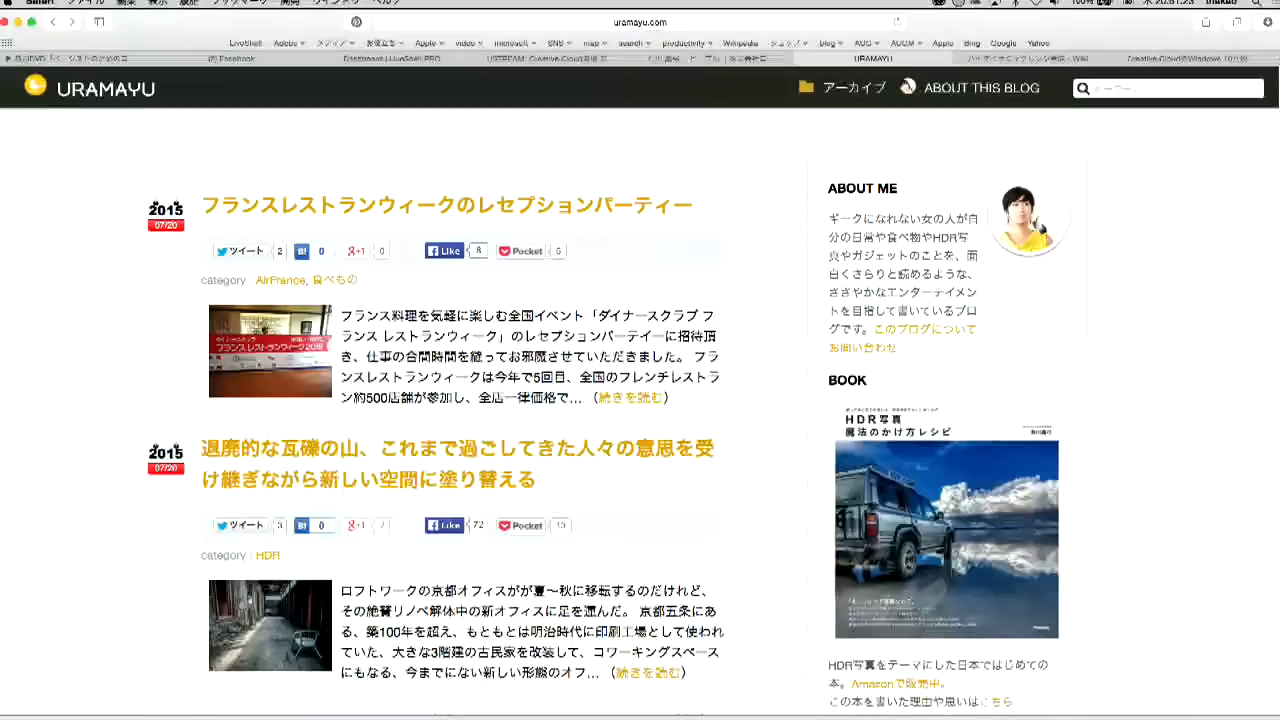 uramayu.com
Adobe
Apple
video
microsoft
SNS
map
search
productivity
Wikipedia
ショップ
blog
Apple
Bing
Google
Yahoo
URAMAYU
URAMAYU
アーカイブ
ABOUT THIS BLOG
2015
07/20
フランスレストランウィークのレセプションパーティー
ツイート 2
B! 0
g+1 0
Like 8
Pocket 6
category : AirFrance, 食べもの
フランス料理を気軽に楽しむ全国イベント「ダイナースクラブ フ
ランス レストランウィーク」のレセプションパーテイーに招待頂
き、仕事の合間時間を縫ってお邪魔させていただきました。 フラ
ンスレストランウィークは今年で5回目、全国のフレンチレストラ
ン約500店舗が参加し、全店一律価格で… （続きを読む）
2015
07/20
退廃的な瓦礫の山、これまで過ごしてきた人々の意思を受
け継ぎながら新しい空間に塗り替える
ツイート 3
B! 0
g+1 7
Like 72
Pocket 13
category : HDR
ロフトワークの京都オフィスがが夏〜秋に移転するのだけれど、
その絶賛リノベ解体中の新オフィスに足を運んだ。 京都五条にあ
る、築100年を超え、もともとは明治時代に印刷工場として使われ
ていた、大きな3階建の古民家を改装して、コワーキングスペース
にもなる、今までにない新しい形態のオフ… （続きを読む）
ABOUT ME
ギークになれない女の人が自
分の日常や食べ物やHDR写
真やガジェットのことを、面
白くさらりと読めるような、
ささやかなエンターテイメン
トを目指して書いているブロ
グです。このブログについて
お問い合わせ
BOOK
HDR写真
魔法のかけ方レシピ
HDR写真をテーマにした日本ではじめての
本。 Amazonで販売中。
この本を書いた理由や思いはこちら